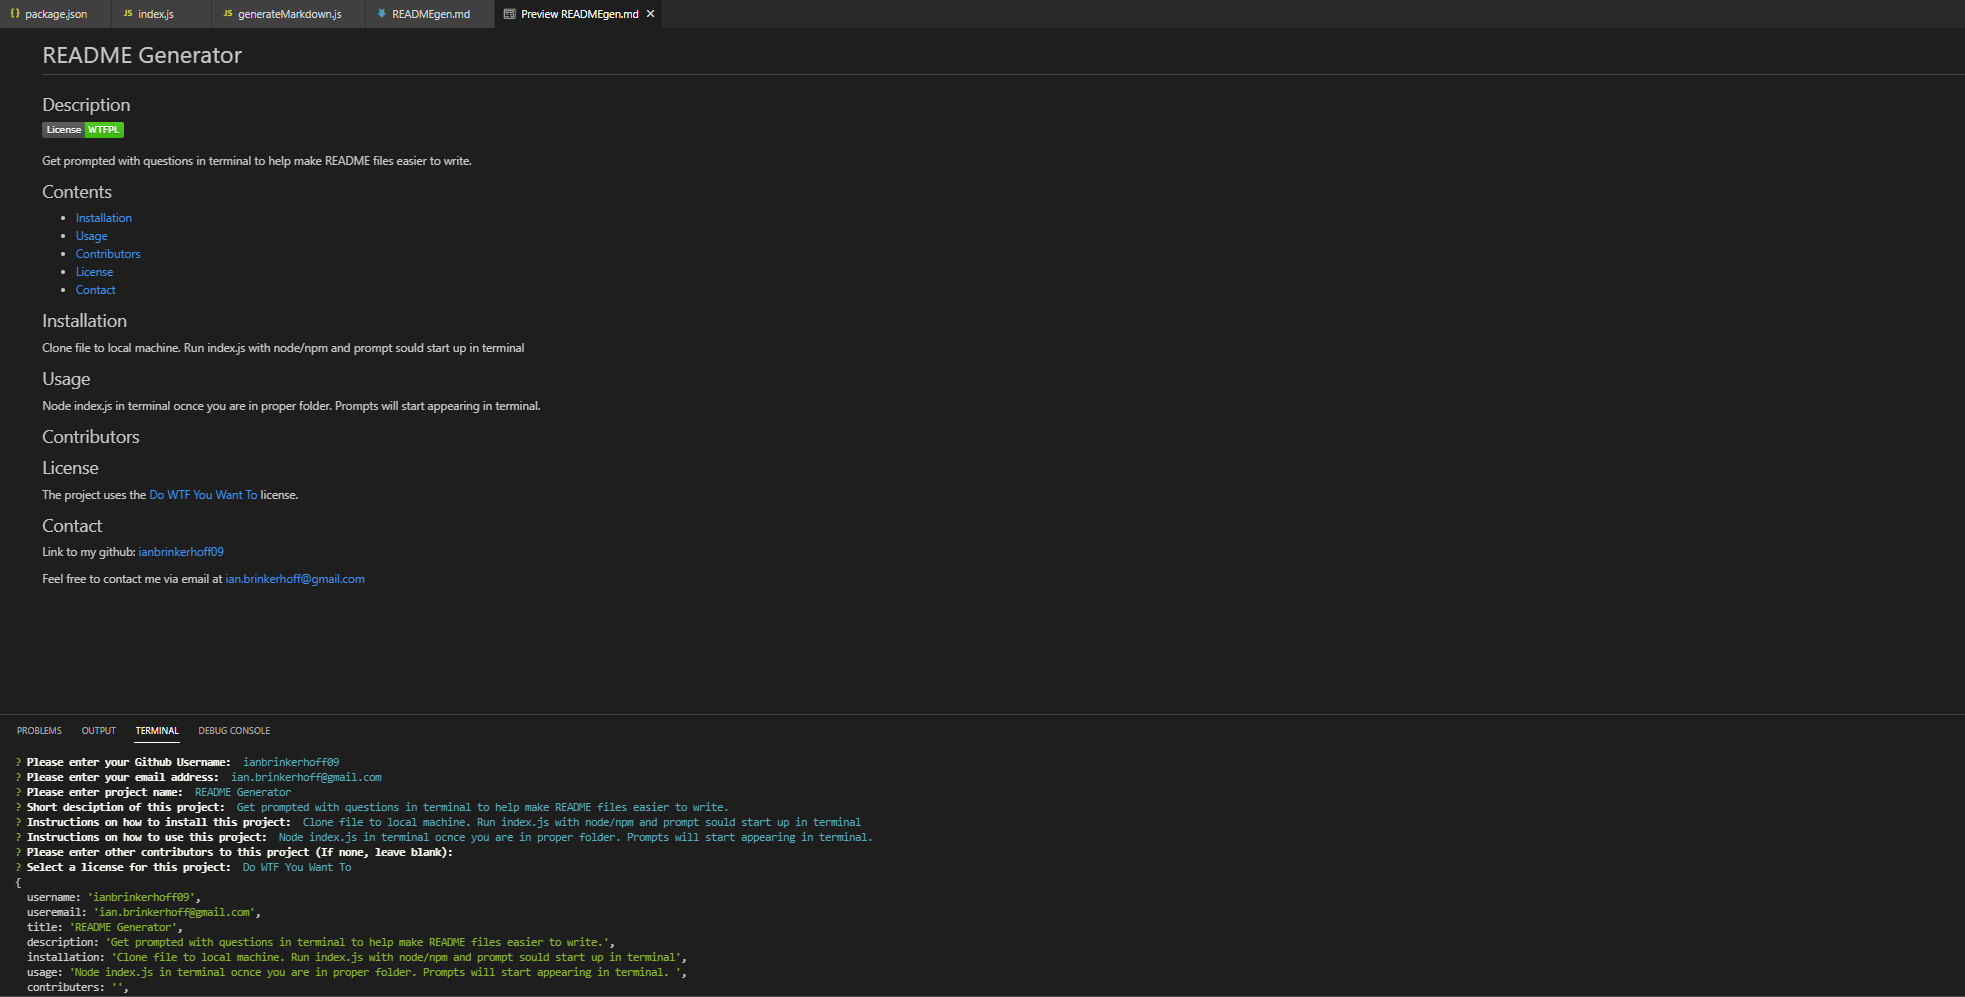 {} package.json JS index.js JS generateMarkdown.js READMEgen.md Preview READMEgen.md ×
README Generator
Description
License WTFPL
Get prompted with questions in terminal to help make README files easier to write.
Contents
• Installation
• Usage
• Contributors
• License
• Contact
Installation
Clone file to local machine. Run index.js with node/npm and prompt sould start up in terminal
Usage
Node index.js in terminal ocnce you are in proper folder. Prompts will start appearing in terminal.
Contributors
License
The project uses the Do WTF You Want To license.
Contact
Link to my github: ianbrinkerhoff09
Feel free to contact me via email at ian.brinkerhoff@gmail.com
PROBLEMS OUTPUT TERMINAL DEBUG CONSOLE
? Please enter your Github Username: ianbrinkerhoff09
? Please enter your email address: ian.brinkerhoff@gmail.com
? Please enter project name: README Generator
? Short desciption of this project: Get prompted with questions in terminal to help make README files easier to write.
? Instructions on how to install this project: Clone file to local machine. Run index.js with node/npm and prompt sould start up in terminal
? Instructions on how to use this project: Node index.js in terminal ocnce you are in proper folder. Prompts will start appearing in terminal.
? Please enter other contributors to this project (If none, leave blank):
? Select a license for this project: Do WTF You Want To
{
username: 'ianbrinkerhoff09',
useremail: 'ian.brinkerhoff@gmail.com',
title: 'README Generator',
description: 'Get prompted with questions in terminal to help make README files easier to write.',
installation: 'Clone file to local machine. Run index.js with node/npm and prompt sould start up in terminal',
usage: 'Node index.js in terminal ocnce you are in proper folder. Prompts will start appearing in terminal. ',
contributers: '',